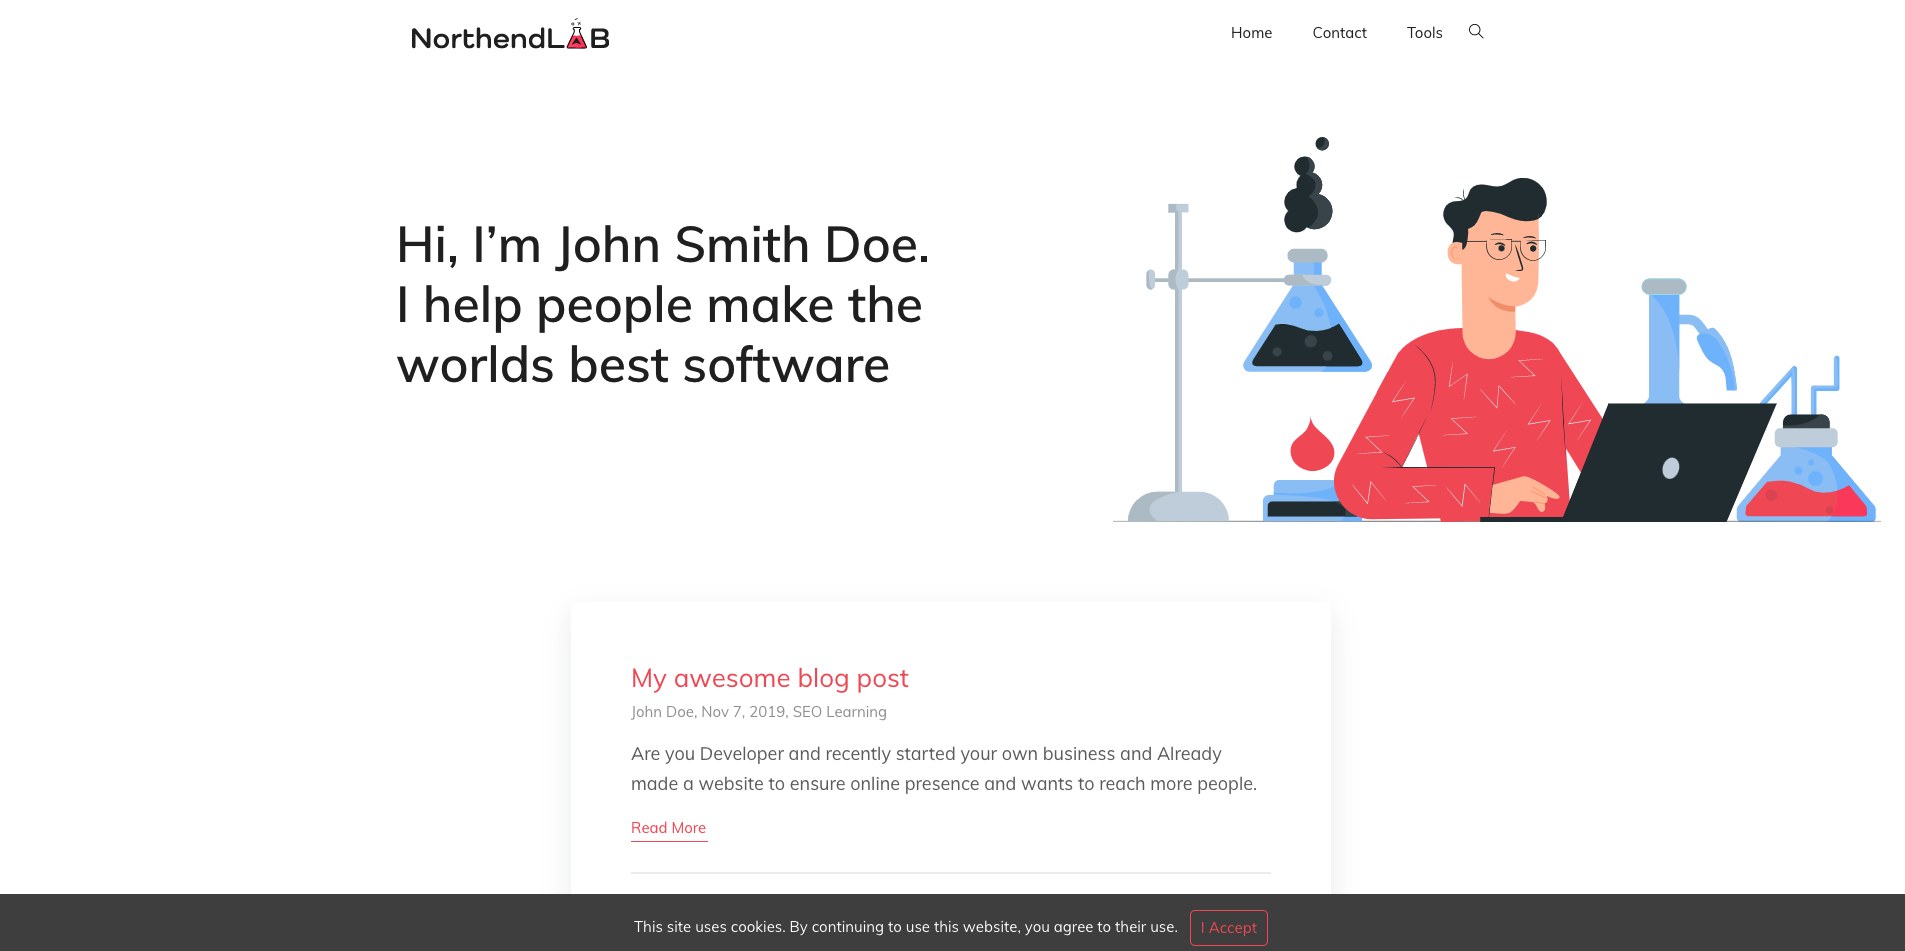 NorthendLAB
Home Contact Tools
Hi, I’m John Smith Doe.
I help people make the
worlds best software
My awesome blog post
John Doe, Nov 7, 2019, SEO Learning
Are you Developer and recently started your own business and Already
made a website to ensure online presence and wants to reach more people.
Read More
This site uses cookies. By continuing to use this website, you agree to their use. I Accept